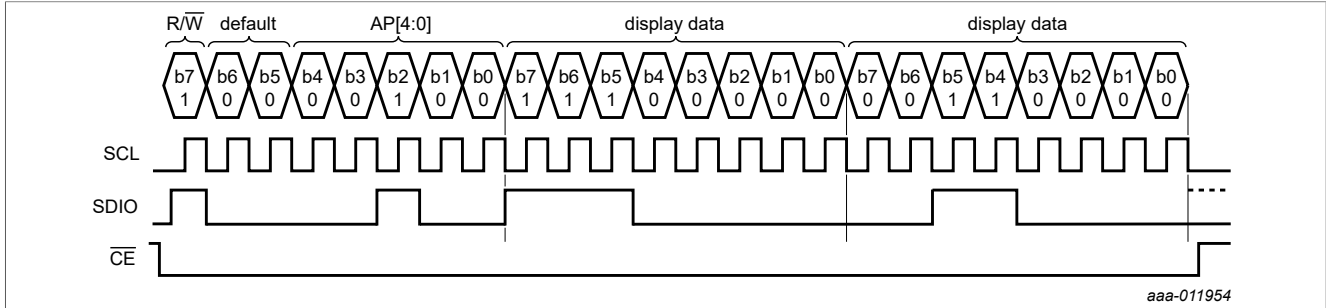 R/W̅ default AP[4:0] display data display data
b7 b6 b5 b4 b3 b2 b1 b0 b7 b6 b5 b4 b3 b2 b1 b0 b7 b6 b5 b4 b3 b2 b1 b0
1 0 0 0 0 1 0 0 1 1 1 0 0 0 0 0 0 0 1 1 0 0 0 0
SCL
SDIO
C̅E̅
aaa-011954